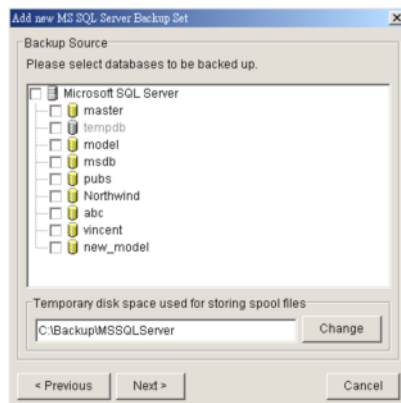 Add new MS SQL Server Backup Set
Backup Source
Please select databases to be backed up.
Microsoft SQL Server
master
tempdb
model
msdb
pubs
Northwind
abc
vincent
new_model
Temporary disk space used for storing spool files
C:\Backup\MSSQLServer
Change
< Previous
Next >
Cancel